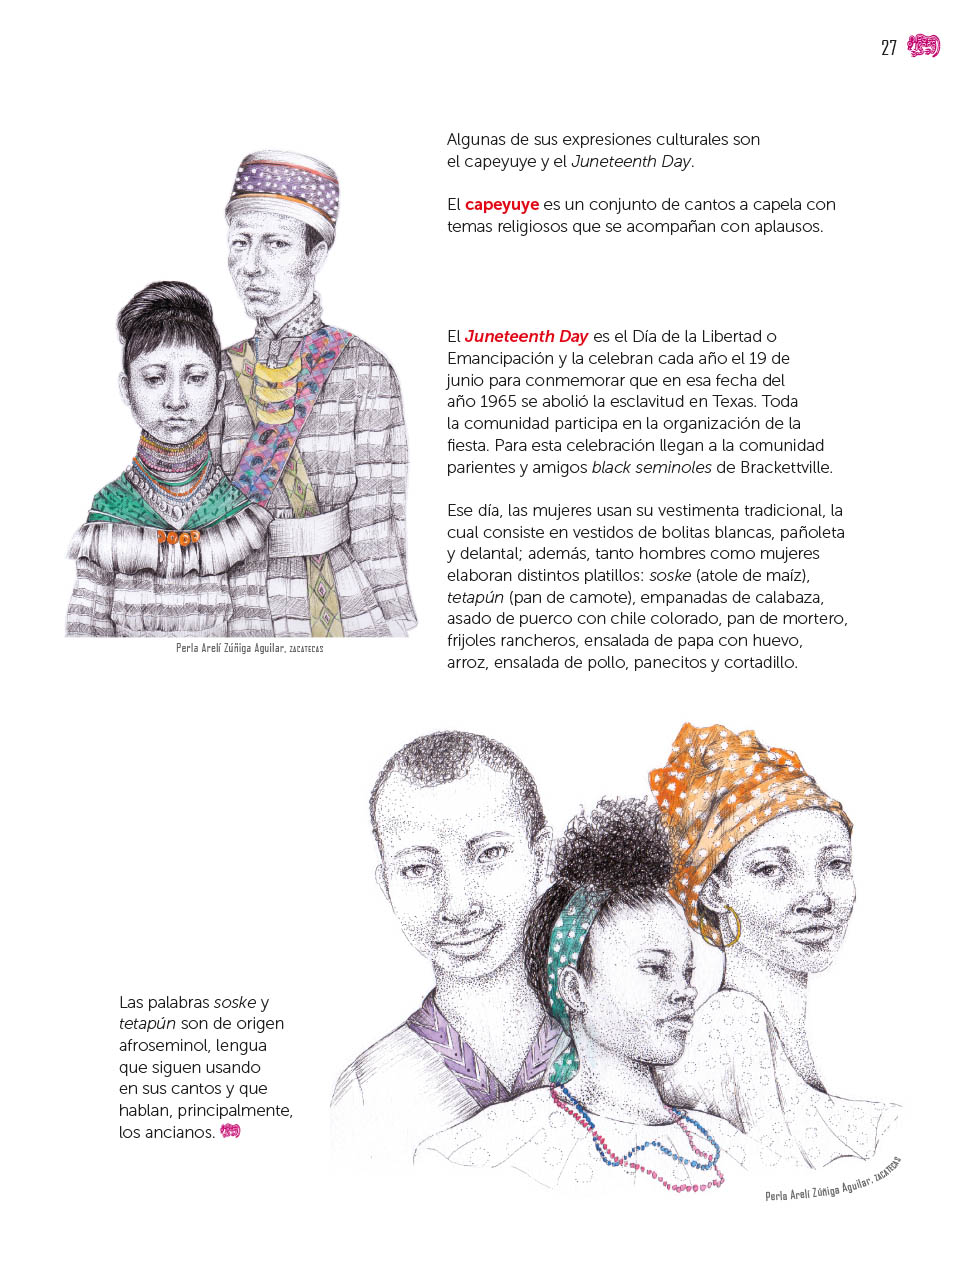 27
Algunas de sus expresiones culturales son
el capeyuye y el Juneteenth Day.
El capeyuye es un conjunto de cantos a capela con
temas religiosos que se acompañan con aplausos.
El Juneteenth Day es el Día de la Libertad o
Emancipación y la celebran cada año el 19 de
junio para conmemorar que en esa fecha del
año 1965 se abolió la esclavitud en Texas. Toda
la comunidad participa en la organización de la
fiesta. Para esta celebración llegan a la comunidad
parientes y amigos black seminoles de Brackettville.
Ese día, las mujeres usan su vestimenta tradicional, la
cual consiste en vestidos de bolitas blancas, pañoleta
y delantal; además, tanto hombres como mujeres
elaboran distintos platillos: soske (atole de maíz),
tetapún (pan de camote), empanadas de calabaza,
asado de puerco con chile colorado, pan de mortero,
frijoles rancheros, ensalada de papa con huevo,
arroz, ensalada de pollo, panecitos y cortadillo.
Perla Arelí Zúñiga Aguilar, ZACATECAS
Las palabras soske y
tetapún son de origen
afroseminol, lengua
que siguen usando
en sus cantos y que
hablan, principalmente,
los ancianos.
Perla Arelí Zúñiga Aguilar, ZACATECAS